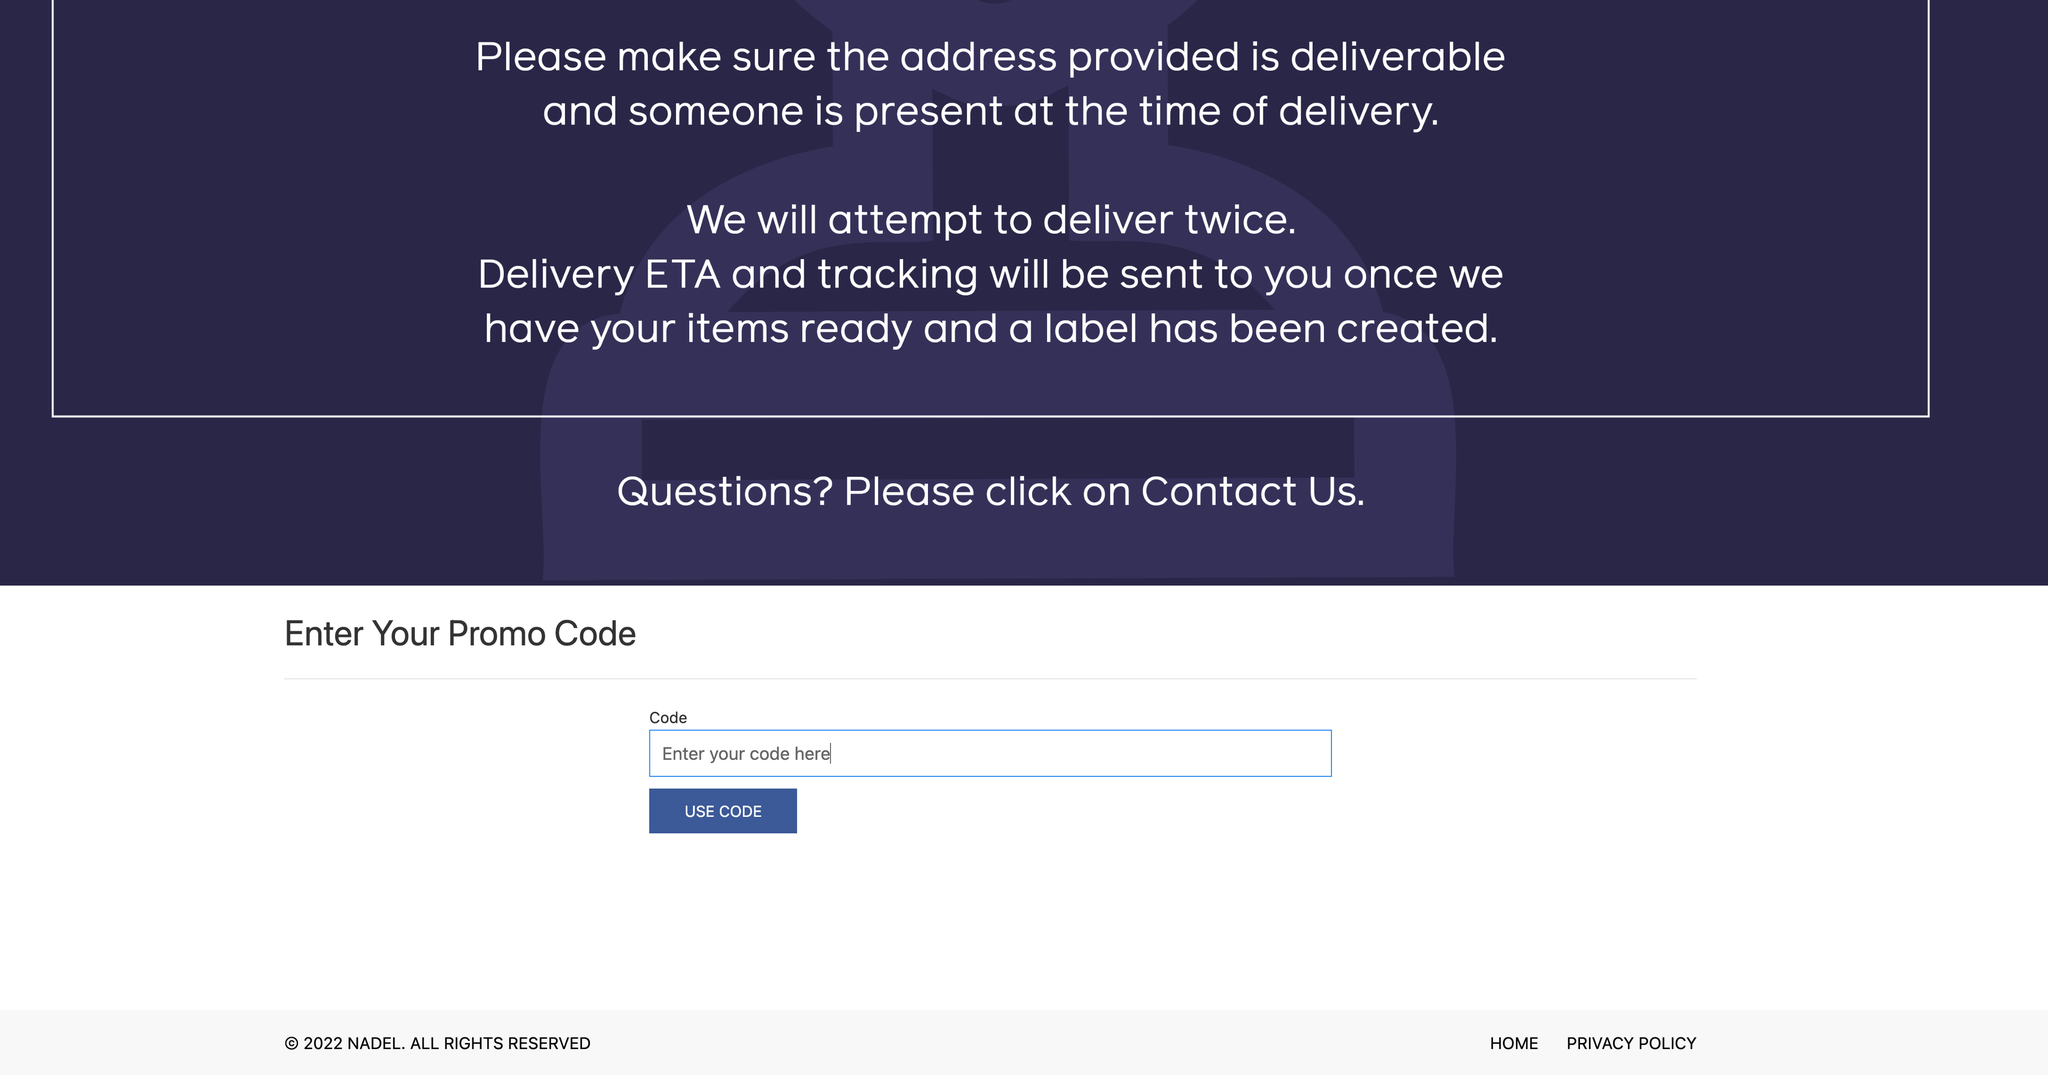 Please make sure the address provided is deliverable
and someone is present at the time of delivery.
We will attempt to deliver twice.
Delivery ETA and tracking will be sent to you once we
have your items ready and a label has been created.
Questions? Please click on Contact Us.
Enter Your Promo Code
Code
Enter your code here
USE CODE
© 2022 NADEL. ALL RIGHTS RESERVED
HOME PRIVACY POLICY